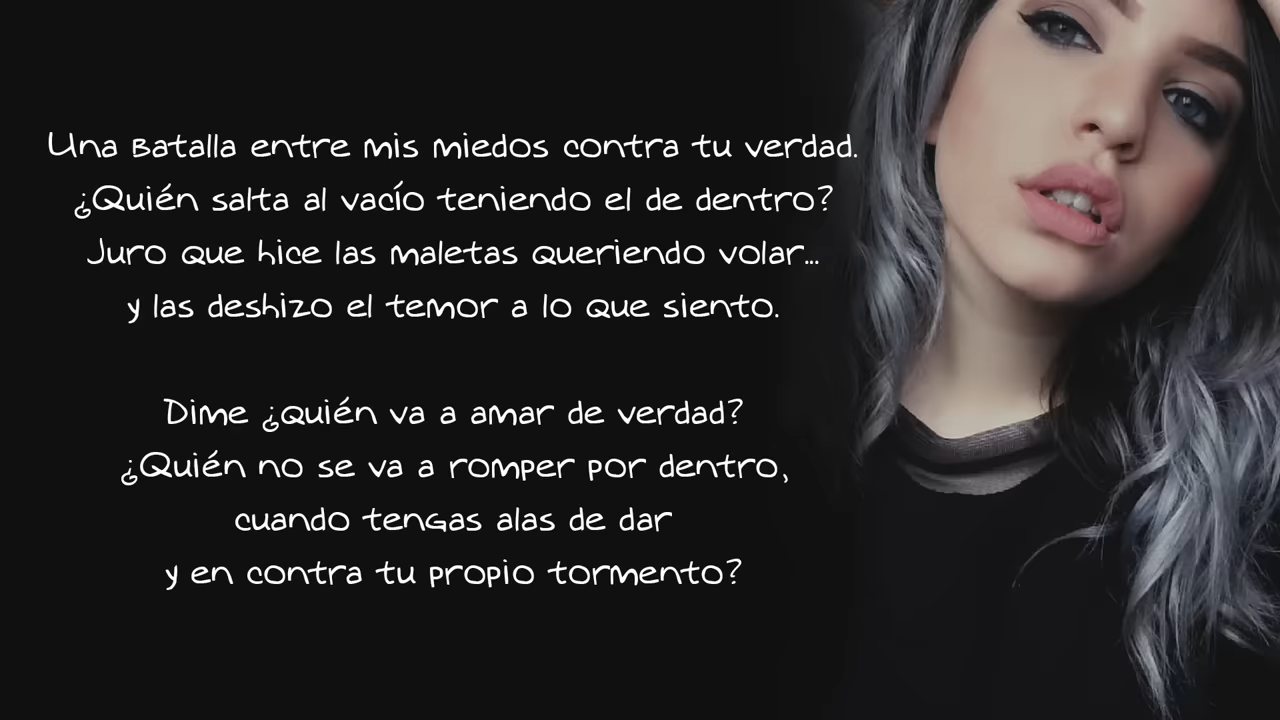 Una batalla entre mis miedos contra tu verdad.
¿Quién salta al vacío teniendo el de dentro?
Juro que hice las maletas queriendo volar...
y las deshizo el temor a lo que siento.
Dime ¿quién va a amar de verdad?
¿Quién no se va a romper por dentro,
cuando tengas alas de dar
y en contra tu propio tormento?